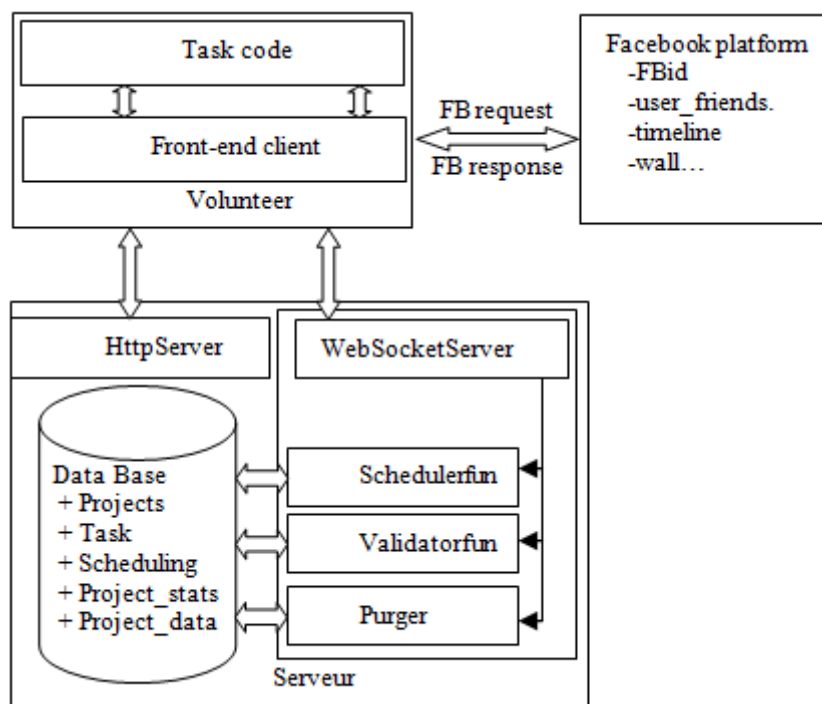 Task code
Front-end client
Volunteer
FB request
FB response
Facebook platform
-FBid
-user_friends.
-timeline
-wall…
HttpServer
WebSocketServer
Data Base
+ Projects
+ Task
+ Scheduling
+ Project_stats
+ Project_data
Schedulerfun
Validatorfun
Purger
Serveur